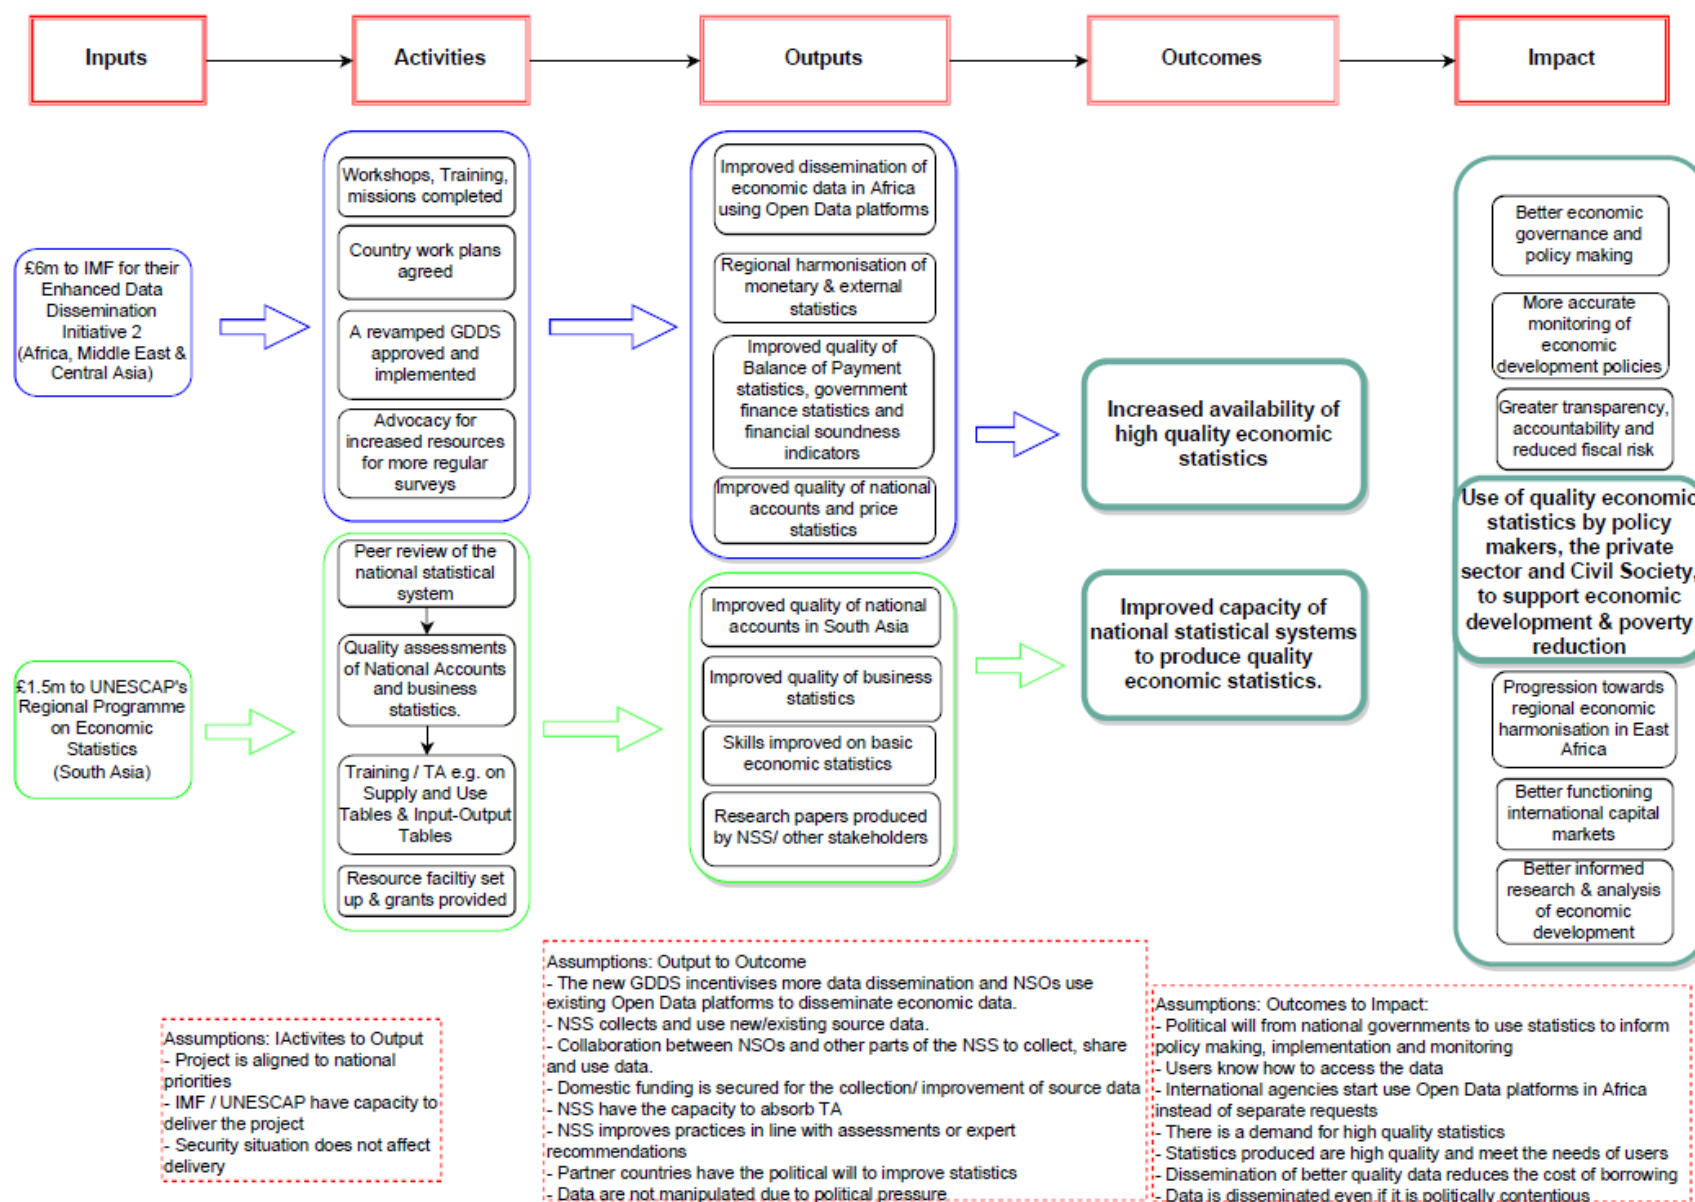 Inputs
Activities
Outputs
Outcomes
Impact
£6m to IMF for their
Enhanced Data
Dissemination
Initiative 2
(Africa, Middle East &
Central Asia)
£1.5m to UNESCAP's
Regional Programme
on Economic
Statistics
(South Asia)
Workshops, Training,
missions completed
Country work plans
agreed
A revamped GDDS
approved and
implemented
Advocacy for
increased resources
for more regular
surveys
Peer review of the
national statistical
system
Quality assessments
of National Accounts
and business
statistics.
Training / TA e.g. on
Supply and Use
Tables & Input-Output
Tables
Resource faciltiy set
up & grants provided
Improved dissemination of
economic data in Africa
using Open Data platforms
Regional harmonisation of
monetary & external
statistics
Improved quality of
Balance of Payment
statistics, government
finance statistics and
financial soundness
indicators
Improved quality of national
accounts and price
statistics
Improved quality of national
accounts in South Asia
Improved quality of business
statistics
Skills improved on basic
economic statistics
Research papers produced
by NSS/ other stakeholders
Increased availability of
high quality economic
statistics
Improved capacity of
national statistical systems
to produce quality
economic statistics.
Better economic
governance and
policy making
More accurate
monitoring of
economic
development policies
Greater transparency,
accountability and
reduced fiscal risk
Use of quality economic
statistics by policy
makers, the private
sector and Civil Society,
to support economic
development & poverty
reduction
Progression towards
regional economic
harmonisation in East
Africa
Better functioning
international capital
markets
Better informed
research & analysis
of economic
development
Assumptions: IActivites to Output
- Project is aligned to national
priorities
- IMF / UNESCAP have capacity to
deliver the project
- Security situation does not affect
delivery
Assumptions: Output to Outcome
- The new GDDS incentivises more data dissemination and NSOs use
existing Open Data platforms to disseminate economic data.
- NSS collects and use new/existing source data.
- Collaboration between NSOs and other parts of the NSS to collect, share
and use data.
- Domestic funding is secured for the collection/ improvement of source data
- NSS have the capacity to absorb TA
- NSS improves practices in line with assessments or expert
recommendations
- Partner countries have the political will to improve statistics
- Data are not manipulated due to political pressure
Assumptions: Outcomes to Impact:
- Political will from national governments to use statistics to inform
policy making, implementation and monitoring
- Users know how to access the data
- International agencies start use Open Data platforms in Africa
instead of separate requests
- There is a demand for high quality statistics
- Statistics produced are high quality and meet the needs of users
- Dissemination of better quality data reduces the cost of borrowing
- Data is disseminated even if it is politically contentious